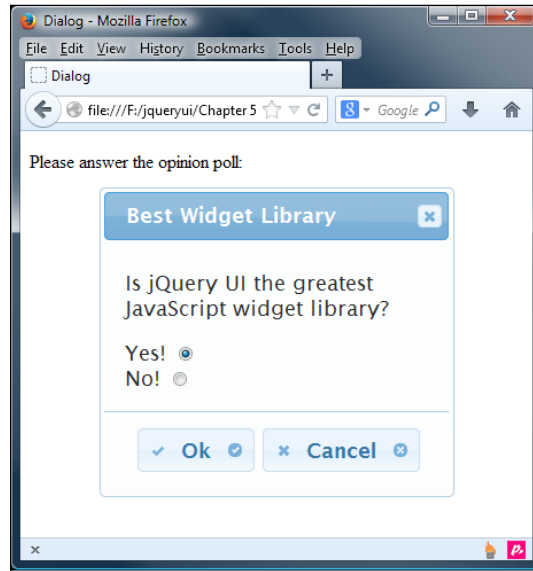 Dialog - Mozilla Firefox
File Edit View History Bookmarks Tools Help
Dialog
file:///F:/jqueryui/Chapter 5
Google
Please answer the opinion poll:
Best Widget Library
Is jQuery UI the greatest
JavaScript widget library?
Yes!
No!
Ok
Cancel